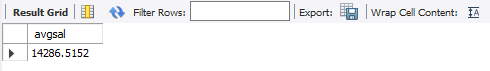 Result Grid Filter Rows: Export: Wrap Cell Content:
avgsal
14286.5152